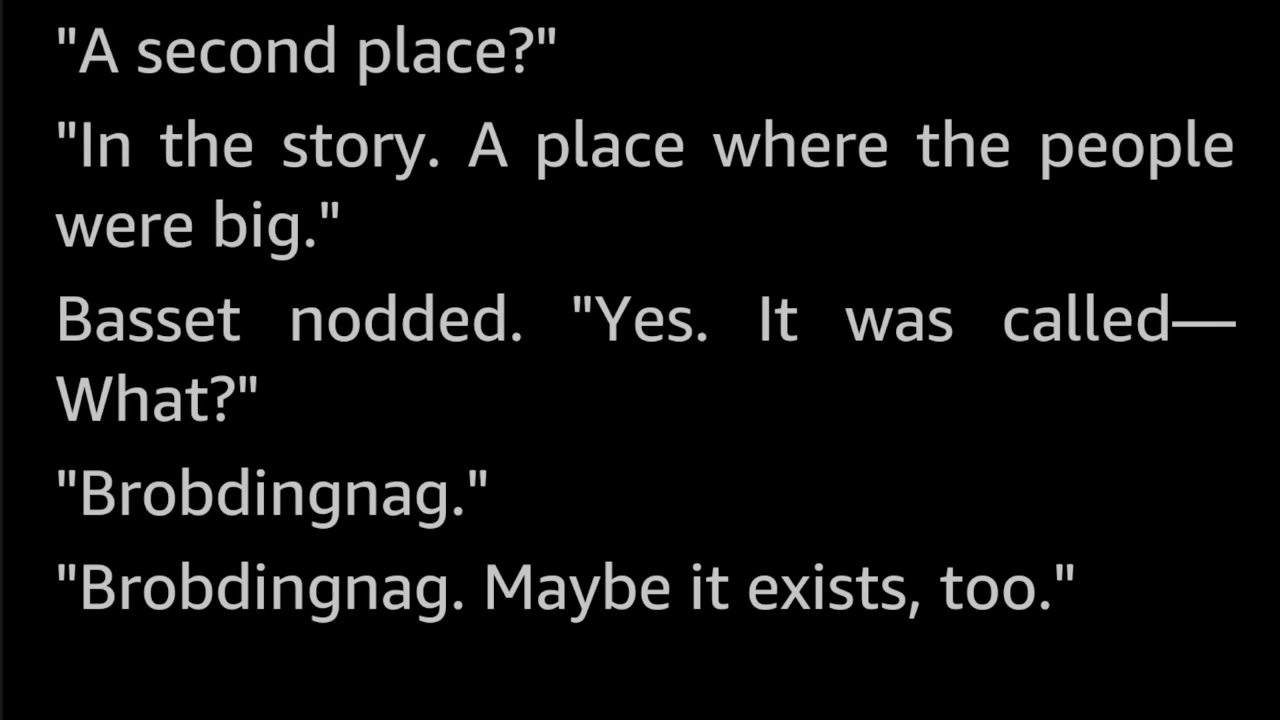 "A second place?"
"In the story. A place where the people
were big."
Basset nodded. "Yes. It was called—
What?"
"Brobdingnag."
"Brobdingnag. Maybe it exists, too."